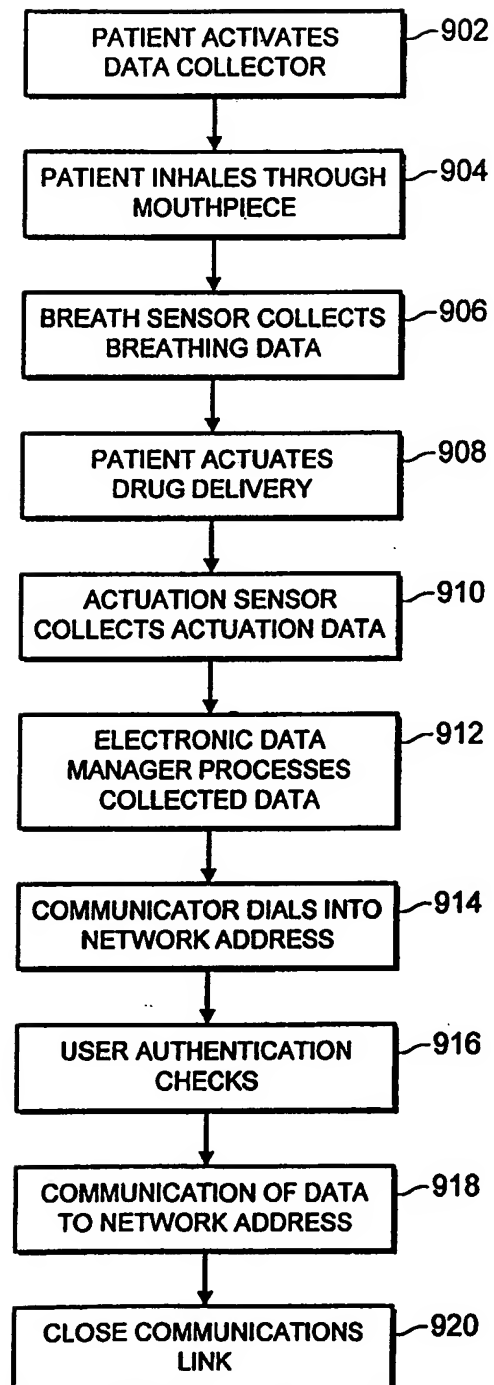 PATIENT ACTIVATES
DATA COLLECTOR
902
PATIENT INHALES THROUGH
MOUTHPIECE
904
BREATH SENSOR COLLECTS
BREATHING DATA
906
PATIENT ACTUATES
DRUG DELIVERY
908
ACTUATION SENSOR
COLLECTS ACTUATION DATA
910
ELECTRONIC DATA
MANAGER PROCESSES
COLLECTED DATA
912
COMMUNICATOR DIALS INTO
NETWORK ADDRESS
914
USER AUTHENTICATION
CHECKS
916
COMMUNICATION OF DATA
TO NETWORK ADDRESS
918
CLOSE COMMUNICATIONS
LINK
920